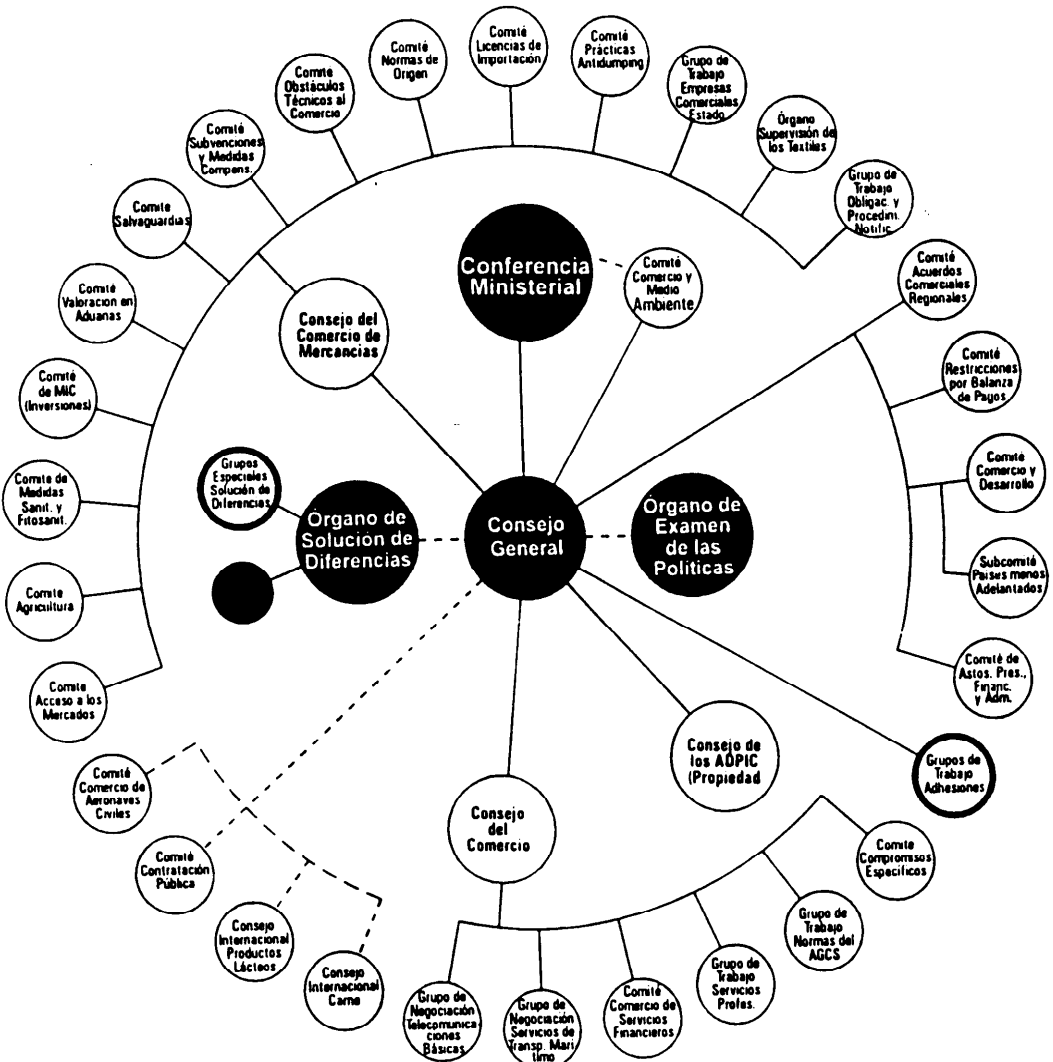 Comité
Licencias de
Importación
Comité
Prácticas
Antidumping
Comité
Normas de
Origen
Grupo de
Trabajo
Empresas
Comerciales
Estado
Comite
Obstáculos
Técnicos al
Comercio
Órgano
Supervisión de
los Textiles
Comité
Subvenciones
y Medidas
Compens.
Grupo de
Trabajo
Obligac. y
Procedim.
Notific.
Comite
Salvaguardias
Conferencia
Ministerial
Comité
Comercio y
Medio
Ambiente
Comité
Acuerdos
Comerciales
Regionales
Comité
Valoracion en
Aduanas
Consejo del
Comercio de
Mercancias
Comité
Restricciones
por Balanza
de Pagos
Comité
de MIC
(Inversiones)
Grupos
Especiales
Solución de
Diferencias
Comité
Comercio y
Desarrollo
Comite de
Medidas
Sanit. y
Fitosanit.
Órgano de
Solución de
Diferencias
Consejo
General
Órgano de
Examen
de las
Políticas
Subcomité
Países menos
Adelantados
Comite
Agricultura
Comité de
Astos. Pres.,
Financ.
y Adm.
Comite
Acceso a los
Mercados
Consejo de
los ADPIC
(Propiedad
Grupos de
Trabajo
Adhesiones
Comité
Comercio de
Aeronaves
Civiles
Consejo
del
Comercio
Comite
Compromisos
Específicos
Comité
Contratación
Pública
Grupo de
Trabajo
Normas del
AGCS
Consejo
Internacional
Productos
Lácteos
Grupo de
Trabajo
Servicios
Profes.
Consejo
Internacional
Carne
Grupo de
Negociación
Telecomunica
ciones
Básicas
Grupo de
Negociación
Servicios de
Transp. Marí
timo
Comité
Comercio de
Servicios
Financieros